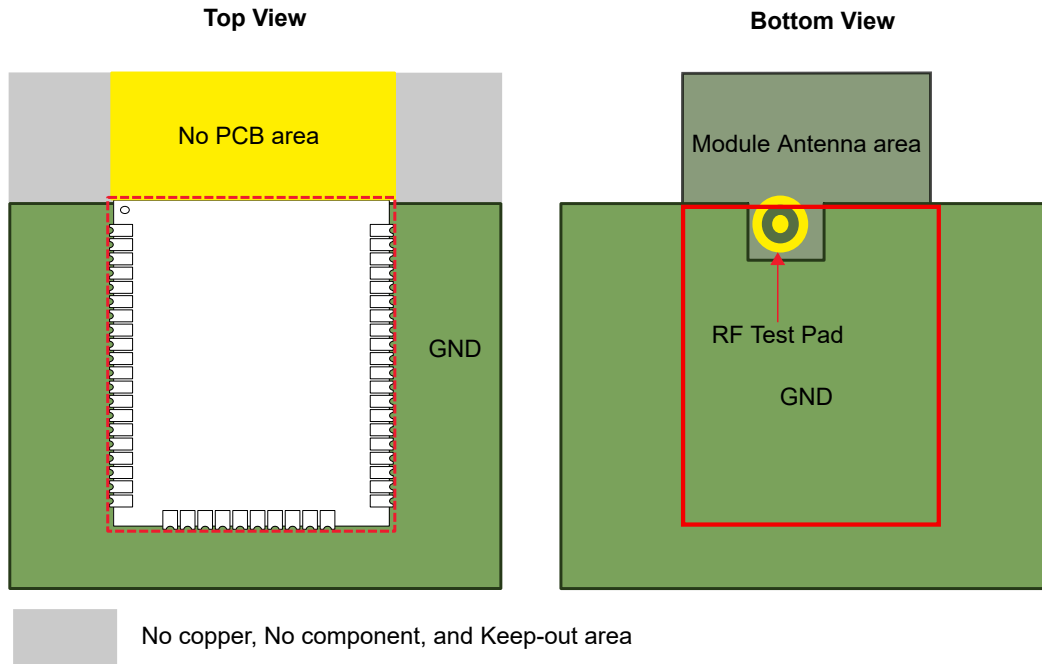 Top View
Bottom View
No PCB area
Module Antenna area
GND
RF Test Pad
GND
No copper, No component, and Keep-out area